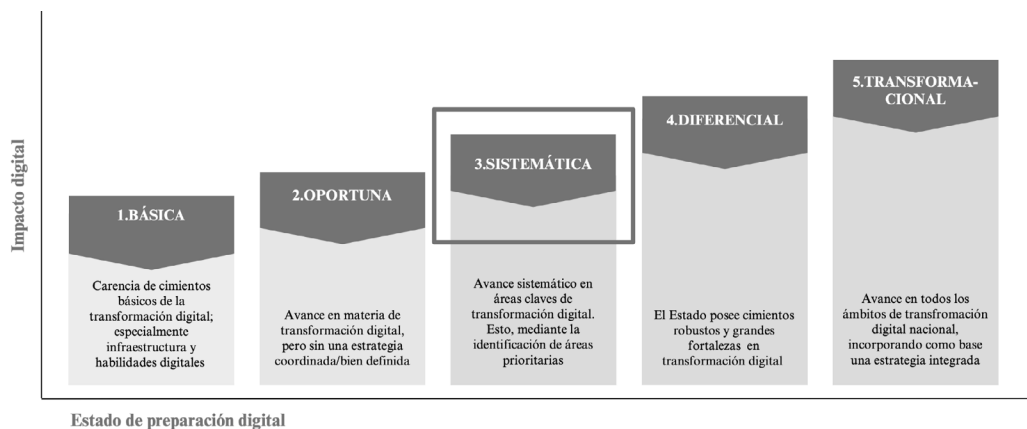 Impacto digital
1.BÁSICA
Carencia de cimientos
básicos de la
transformación digital;
especialmente
infraestructura y
habilidades digitales
2.OPORTUNA
Avance en materia de
transformación digital,
pero sin una estrategia
coordinada/bien definida
3.SISTEMÁTICA
Avance sistemático en
áreas claves de
transformación digital.
Esto, mediante la
identificación de áreas
prioritarias
4.DIFERENCIAL
El Estado posee cimientos
robustos y grandes
fortalezas en
transformación digital
5.TRANSFORMA-
CIONAL
Avance en todos los
ámbitos de transfromación
digital nacional,
incorporando como base
una estrategia integrada
Estado de preparación digital